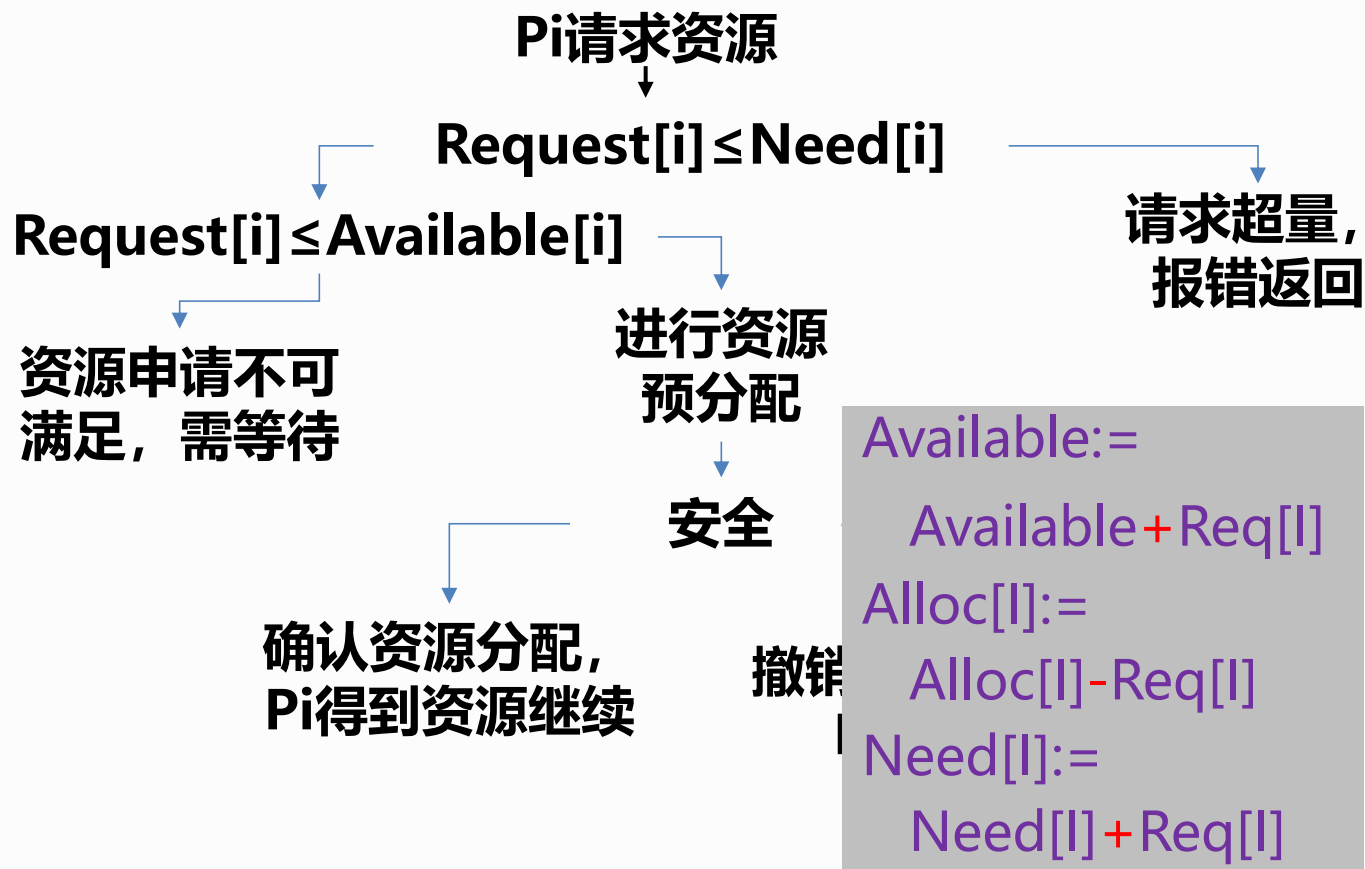 Pi请求资源
Request[i]≤Need[i]
Request[i]≤Available[i]
请求超量，
报错返回
进行资源
预分配
资源申请不可
满足，需等待
安全
确认资源分配，
Pi得到资源继续
撤销
Available:=
Available+Req[I]
Alloc[I]:=
Alloc[I]-Req[I]
Need[I]:=
Need[I]+Req[I]